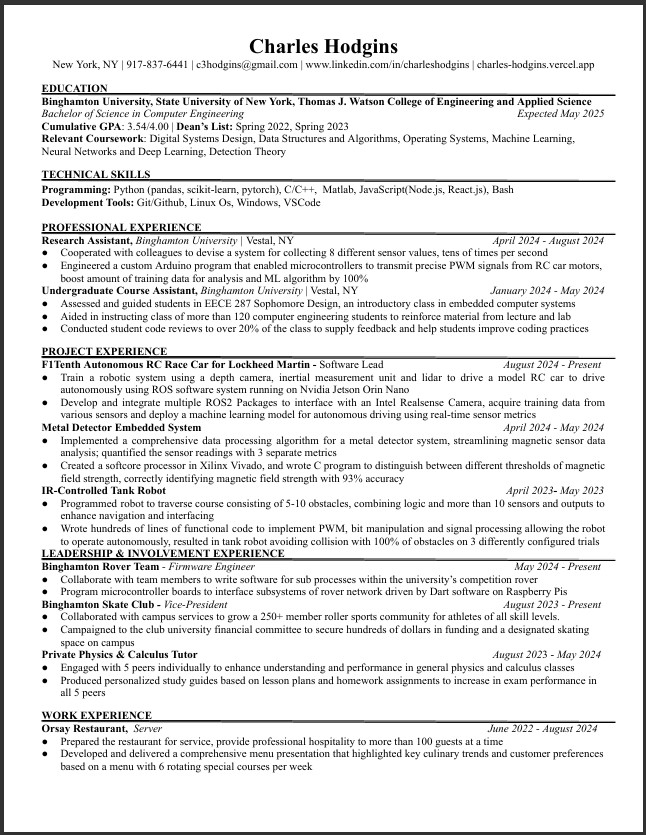 Charles Hodgins
New York, NY | 917-837-6441 | c3hodgins@gmail.com | www.linkedin.com/in/charleshodgins | charles-hodgins.vercel.app
EDUCATION
Binghamton University, State University of New York, Thomas J. Watson College of Engineering and Applied Science
Bachelor of Science in Computer Engineering Expected May 2025
Cumulative GPA: 3.54/4.00 | Dean's List: Spring 2022, Spring 2023
Relevant Coursework: Digital Systems Design, Data Structures and Algorithms, Operating Systems, Machine Learning,
Neural Networks and Deep Learning, Detection Theory
TECHNICAL SKILLS
Programming: Python (pandas, scikit-learn, pytorch), C/C++, Matlab, JavaScript(Node.js, React.js), Bash
Development Tools: Git/Github, Linux Os, Windows, VSCode
PROFESSIONAL EXPERIENCE
Research Assistant, Binghamton University | Vestal, NY April 2024 - August 2024
● Cooperated with colleagues to devise a system for collecting 8 different sensor values, tens of times per second
● Engineered a custom Arduino program that enabled microcontrollers to transmit precise PWM signals from RC car motors,
boost amount of training data for analysis and ML algorithm by 100%
Undergraduate Course Assistant, Binghamton University | Vestal, NY January 2024 - May 2024
● Assessed and guided students in EECE 287 Sophomore Design, an introductory class in embedded computer systems
● Aided in instructing class of more than 120 computer engineering students to reinforce material from lecture and lab
● Conducted student code reviews to over 20% of the class to supply feedback and help students improve coding practices
PROJECT EXPERIENCE
F1Tenth Autonomous RC Race Car for Lockheed Martin - Software Lead August 2024 - Present
● Train a robotic system using a depth camera, inertial measurement unit and lidar to drive a model RC car to drive
autonomously using ROS software system running on Nvidia Jetson Orin Nano
● Develop and integrate multiple ROS2 Packages to interface with an Intel Realsense Camera, acquire training data from
various sensors and deploy a machine learning model for autonomous driving using real-time sensor metrics
Metal Detector Embedded System April 2024 - May 2024
● Implemented a comprehensive data processing algorithm for a metal detector system, streamlining magnetic sensor data
analysis; quantified the sensor readings with 3 separate metrics
● Created a softcore processor in Xilinx Vivado, and wrote C program to distinguish between different thresholds of magnetic
field strength, correctly identifying magnetic field strength with 93% accuracy
IR-Controlled Tank Robot April 2023- May 2023
● Programmed robot to traverse course consisting of 5-10 obstacles, combining logic and more than 10 sensors and outputs to
enhance navigation and interfacing
● Wrote hundreds of lines of functional code to implement PWM, bit manipulation and signal processing allowing the robot
to operate autonomously, resulted in tank robot avoiding collision with 100% of obstacles on 3 differently configured trials
LEADERSHIP & INVOLVEMENT EXPERIENCE
Binghamton Rover Team - Firmware Engineer May 2024 - Present
● Collaborate with team members to write software for sub processes within the university's competition rover
● Program microcontroller boards to interface subsystems of rover network driven by Dart software on Raspberry Pis
Binghamton Skate Club - Vice-President August 2023 - Present
● Collaborated with campus services to grow a 250+ member roller sports community for athletes of all skill levels.
● Campaigned to the club university financial committee to secure hundreds of dollars in funding and a designated skating
space on campus
Private Physics & Calculus Tutor August 2023 - May 2024
● Engaged with 5 peers individually to enhance understanding and performance in general physics and calculus classes
● Produced personalized study guides based on lesson plans and homework assignments to increase in exam performance in
all 5 peers
WORK EXPERIENCE
Orsay Restaurant, Server June 2022 - August 2024
● Prepared the restaurant for service, provide professional hospitality to more than 100 guests at a time
● Developed and delivered a comprehensive menu presentation that highlighted key culinary trends and customer preferences
based on a menu with 6 rotating special courses per week